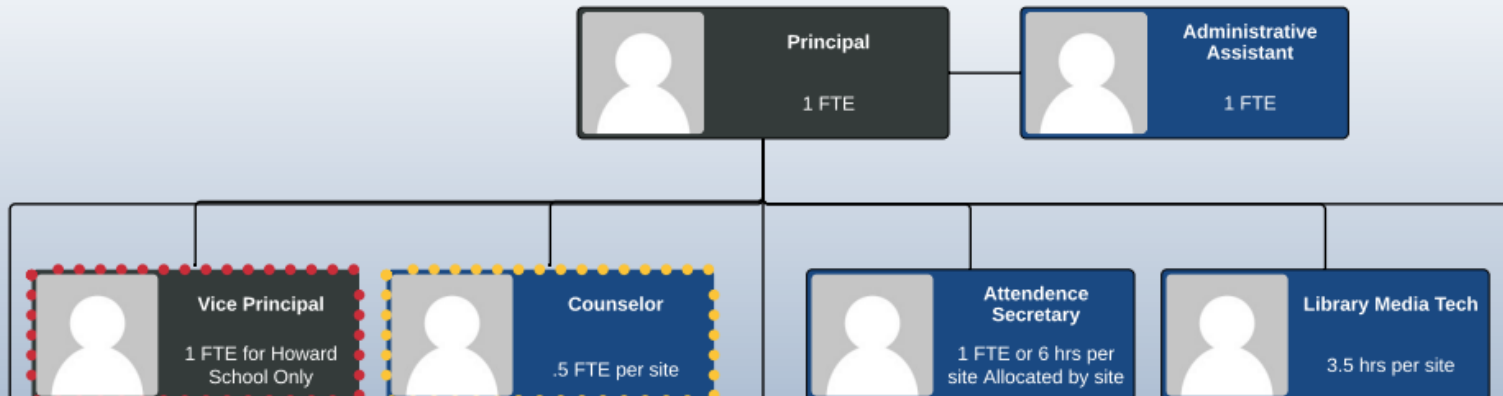 Principal
1 FTE
Administrative
Assistant
1 FTE
Vice Principal
1 FTE for Howard
School Only
Counselor
.5 FTE per site
Attendence
Secretary
1 FTE or 6 hrs per
site Allocated by site
Library Media Tech
3.5 hrs per site